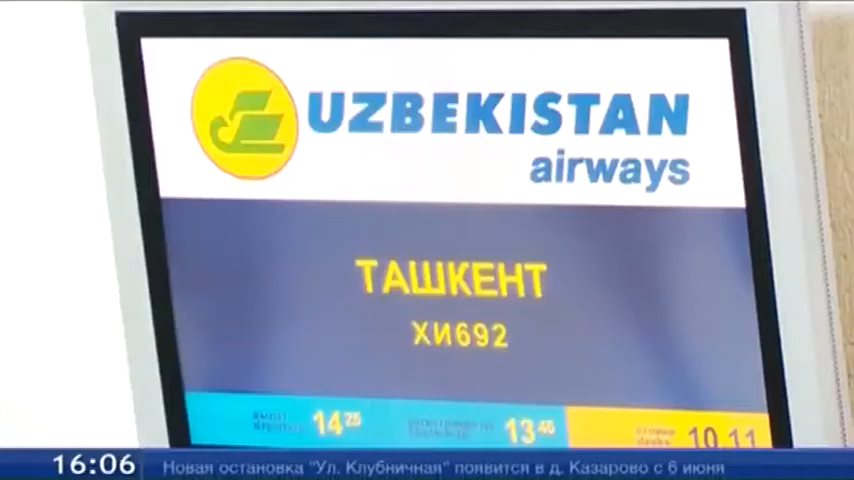 UZBEKISTAN
airways
ТАШКЕНТ
ХИ692
14 25
13 45
10,11
16:06 Новая остановка "Ул. Клубничная" появится в д. Казарово с 6 июня